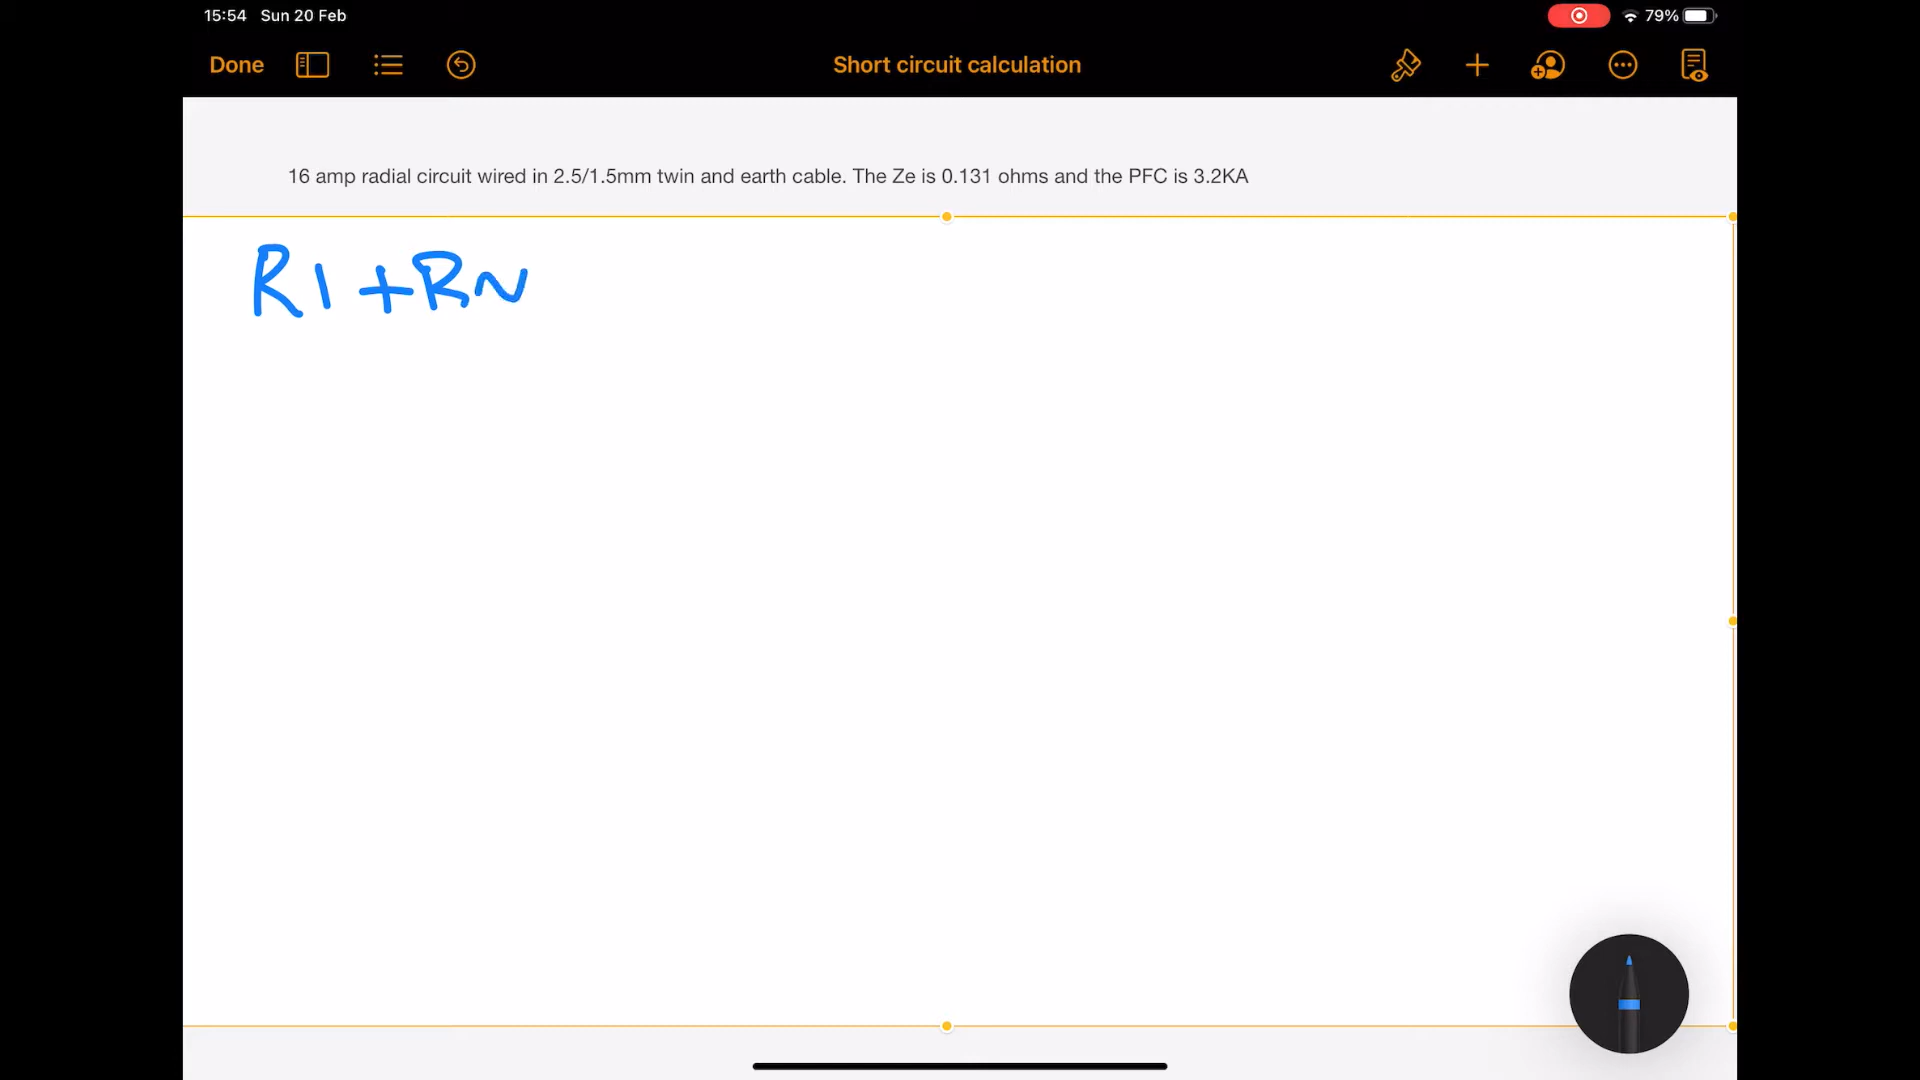 15:54 Sun 20 Feb 79%
Done Short circuit calculation
16 amp radial circuit wired in 2.5/1.5mm twin and earth cable. The Ze is 0.131 ohms and the PFC is 3.2KA
R1+RN